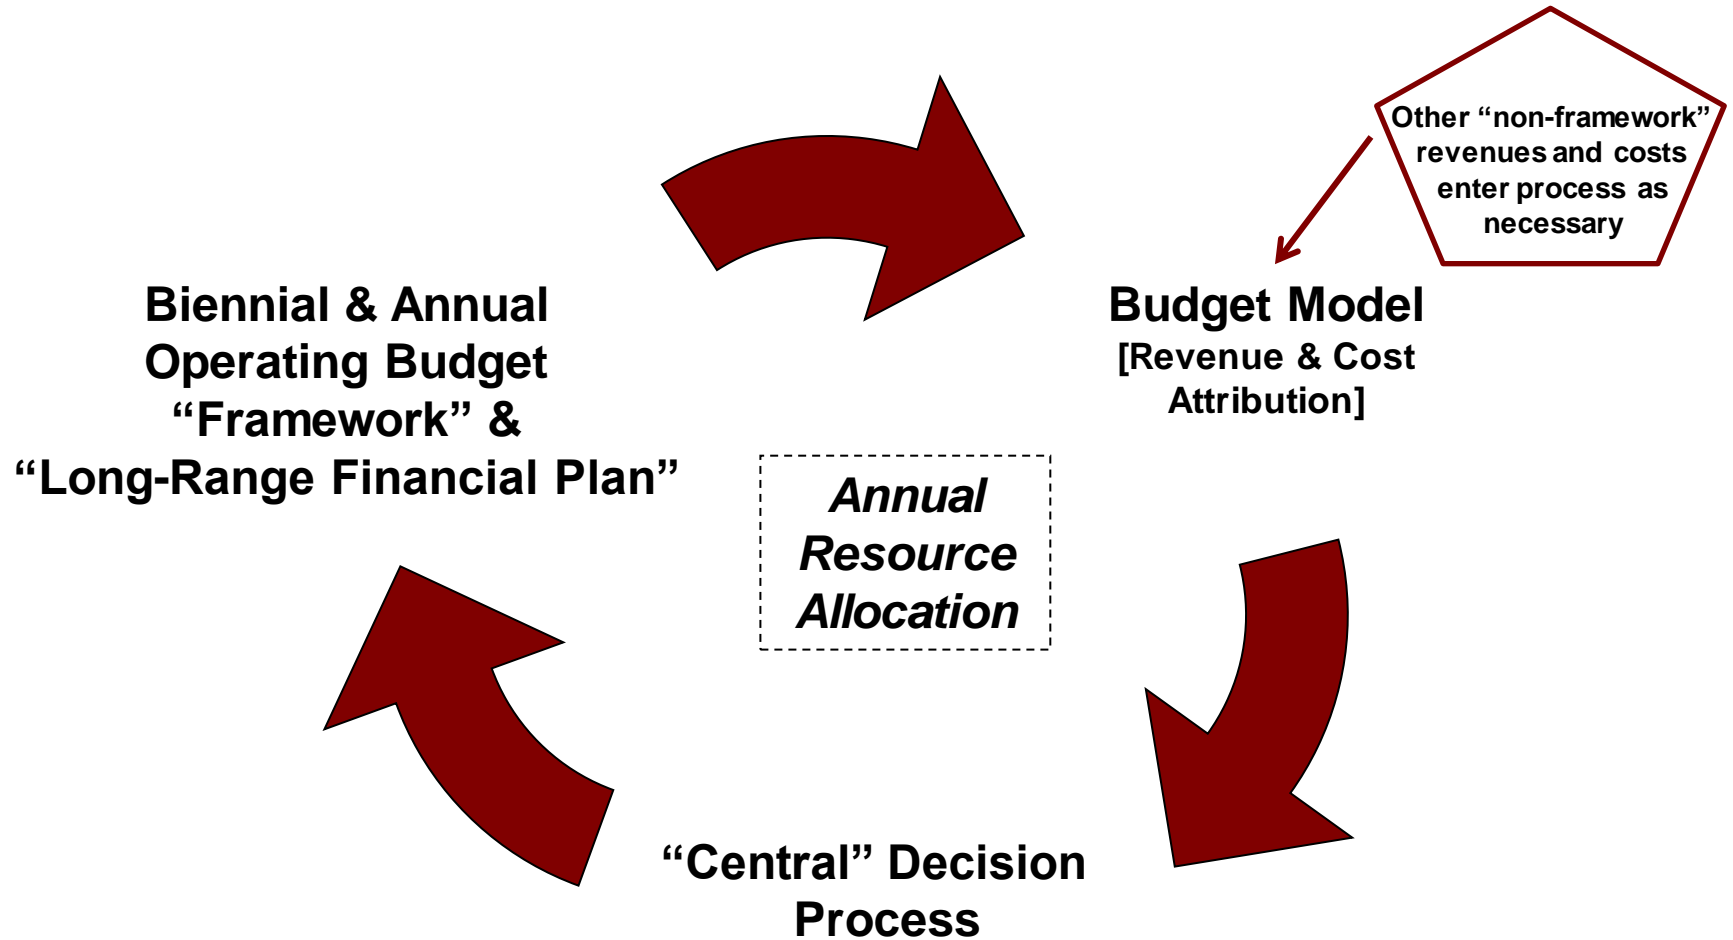 Other “non-framework”
revenues and costs
enter process as
necessary
Biennial & Annual
Operating Budget
“Framework” &
“Long-Range Financial Plan”
Budget Model
[Revenue & Cost
Attribution]
Annual
Resource
Allocation
“Central” Decision
Process